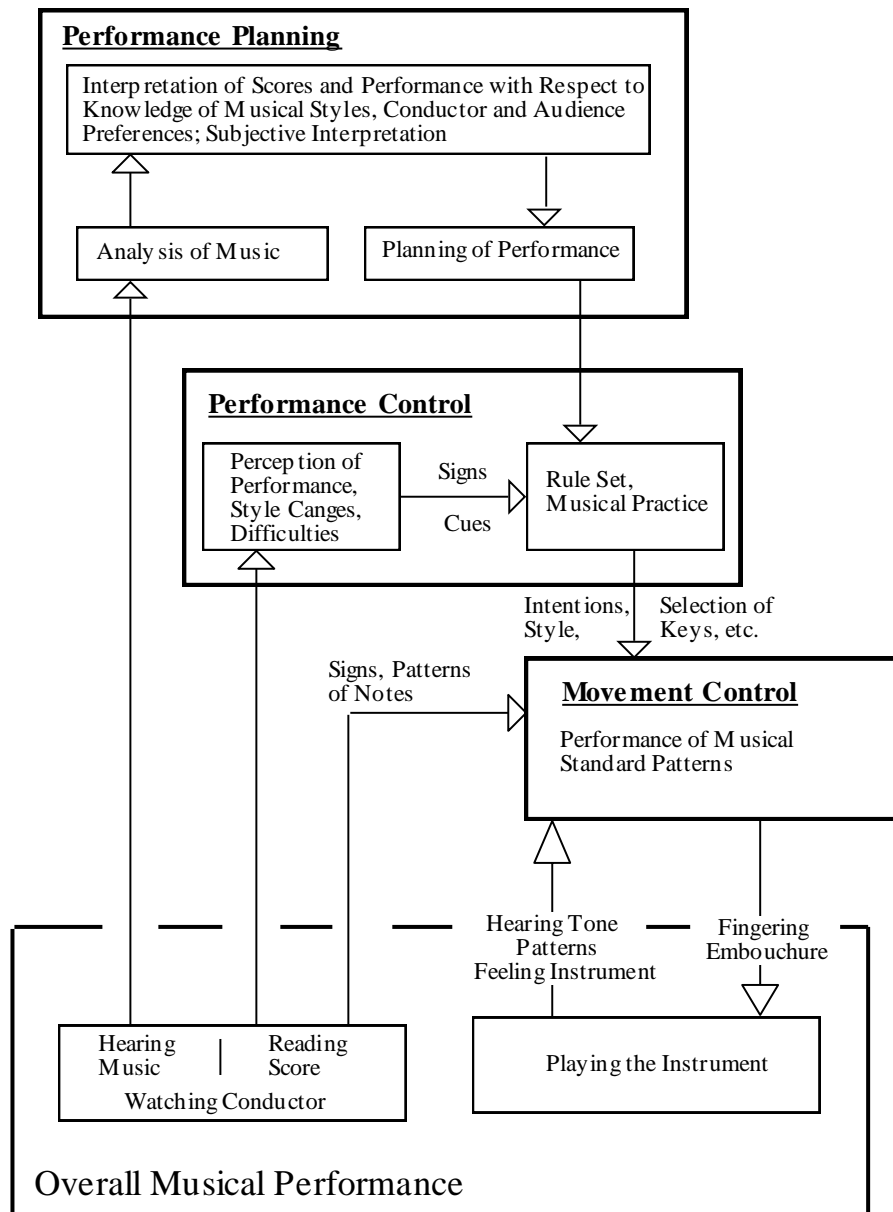 Performance Planning
Interpretation of Scores and Performance with Respect to
Knowledge of Musical Styles, Conductor and Audience
Preferences; Subjective Interpretation
Analysis of Music
Planning of Performance
Performance Control
Perception of
Performance,
Style Canges,
Difficulties
Signs
Cues
Rule Set,
Musical Practice
Intentions,
Style,
Selection of
Keys, etc.
Signs, Patterns
of Notes
Movement Control
Performance of Musical
Standard Patterns
Hearing Tone
Patterns
Feeling Instrument
Fingering
Embouchure
Hearing
Music
Reading
Score
Watching Conductor
Playing the Instrument
Overall Musical Performance